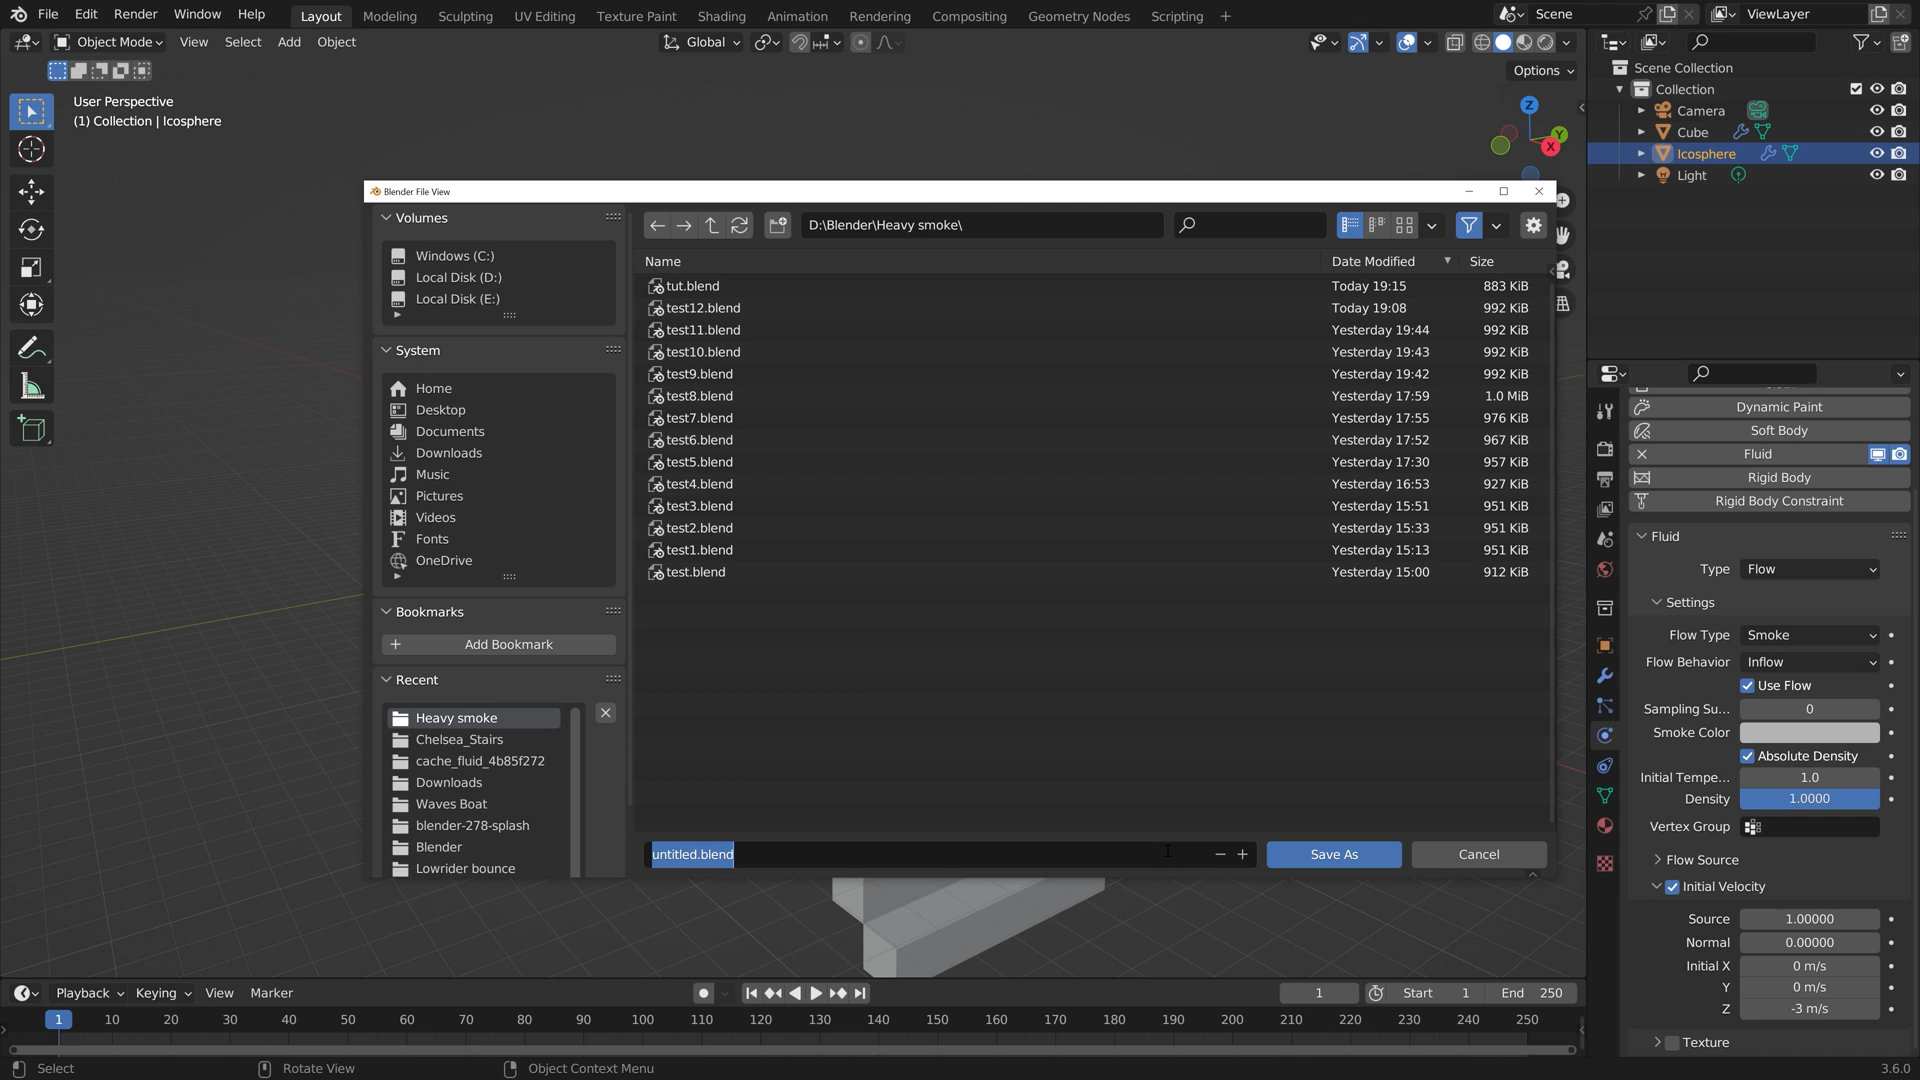 File Edit Render Window Help Layout Modeling Sculpting UV Editing Texture Paint Shading Animation Rendering Compositing Geometry Nodes Scripting + Scene ViewLayer
Object Mode View Select Add Object Global
Options
User Perspective
(1) Collection | Icosphere
Z
Y
X
Scene Collection
Collection
Camera
Cube
Icosphere
Light
Blender File View
Volumes
Windows (C:)
Local Disk (D:)
Local Disk (E:)
System
Home
Desktop
Documents
Downloads
Music
Pictures
Videos
Fonts
OneDrive
Bookmarks
Add Bookmark
Recent
Heavy smoke
Chelsea_Stairs
cache_fluid_4b85f272
Downloads
Waves Boat
blender-278-splash
Blender
Lowrider bounce
D:\Blender\Heavy smoke\
Name Date Modified Size
tut.blend Today 19:15 883 KiB
test12.blend Today 19:08 992 KiB
test11.blend Yesterday 19:44 992 KiB
test10.blend Yesterday 19:43 992 KiB
test9.blend Yesterday 19:42 992 KiB
test8.blend Yesterday 17:59 1.0 MiB
test7.blend Yesterday 17:55 976 KiB
test6.blend Yesterday 17:52 967 KiB
test5.blend Yesterday 17:30 957 KiB
test4.blend Yesterday 16:53 927 KiB
test3.blend Yesterday 15:51 951 KiB
test2.blend Yesterday 15:33 951 KiB
test1.blend Yesterday 15:13 951 KiB
test.blend Yesterday 15:00 912 KiB
untitled.blend Save As Cancel
Dynamic Paint
Soft Body
Fluid
Rigid Body
Rigid Body Constraint
Fluid
Type Flow
Settings
Flow Type Smoke
Flow Behavior Inflow
Use Flow
Sampling Su... 0
Smoke Color
Absolute Density
Initial Tempe... 1.0
Density 1.0000
Vertex Group
Flow Source
Initial Velocity
Source 1.00000
Normal 0.00000
Initial X 0 m/s
Y 0 m/s
Z -3 m/s
Texture
Playback Keying View Marker 1 Start 1 End 250
1 10 20 30 40 50 60 70 80 90 100 110 120 130 140 150 160 170 180 190 200 210 220 230 240 250
Select Rotate View Object Context Menu 3.6.0